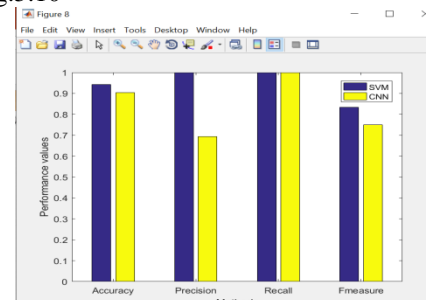 Figure 8
File Edit View Insert Tools Desktop Window Help
1
0.9
0.8
0.7
0.6
0.5
0.4
0.3
0.2
0.1
0
Performance values
SVM
CNN
Accuracy Precision Recall Fmeasure